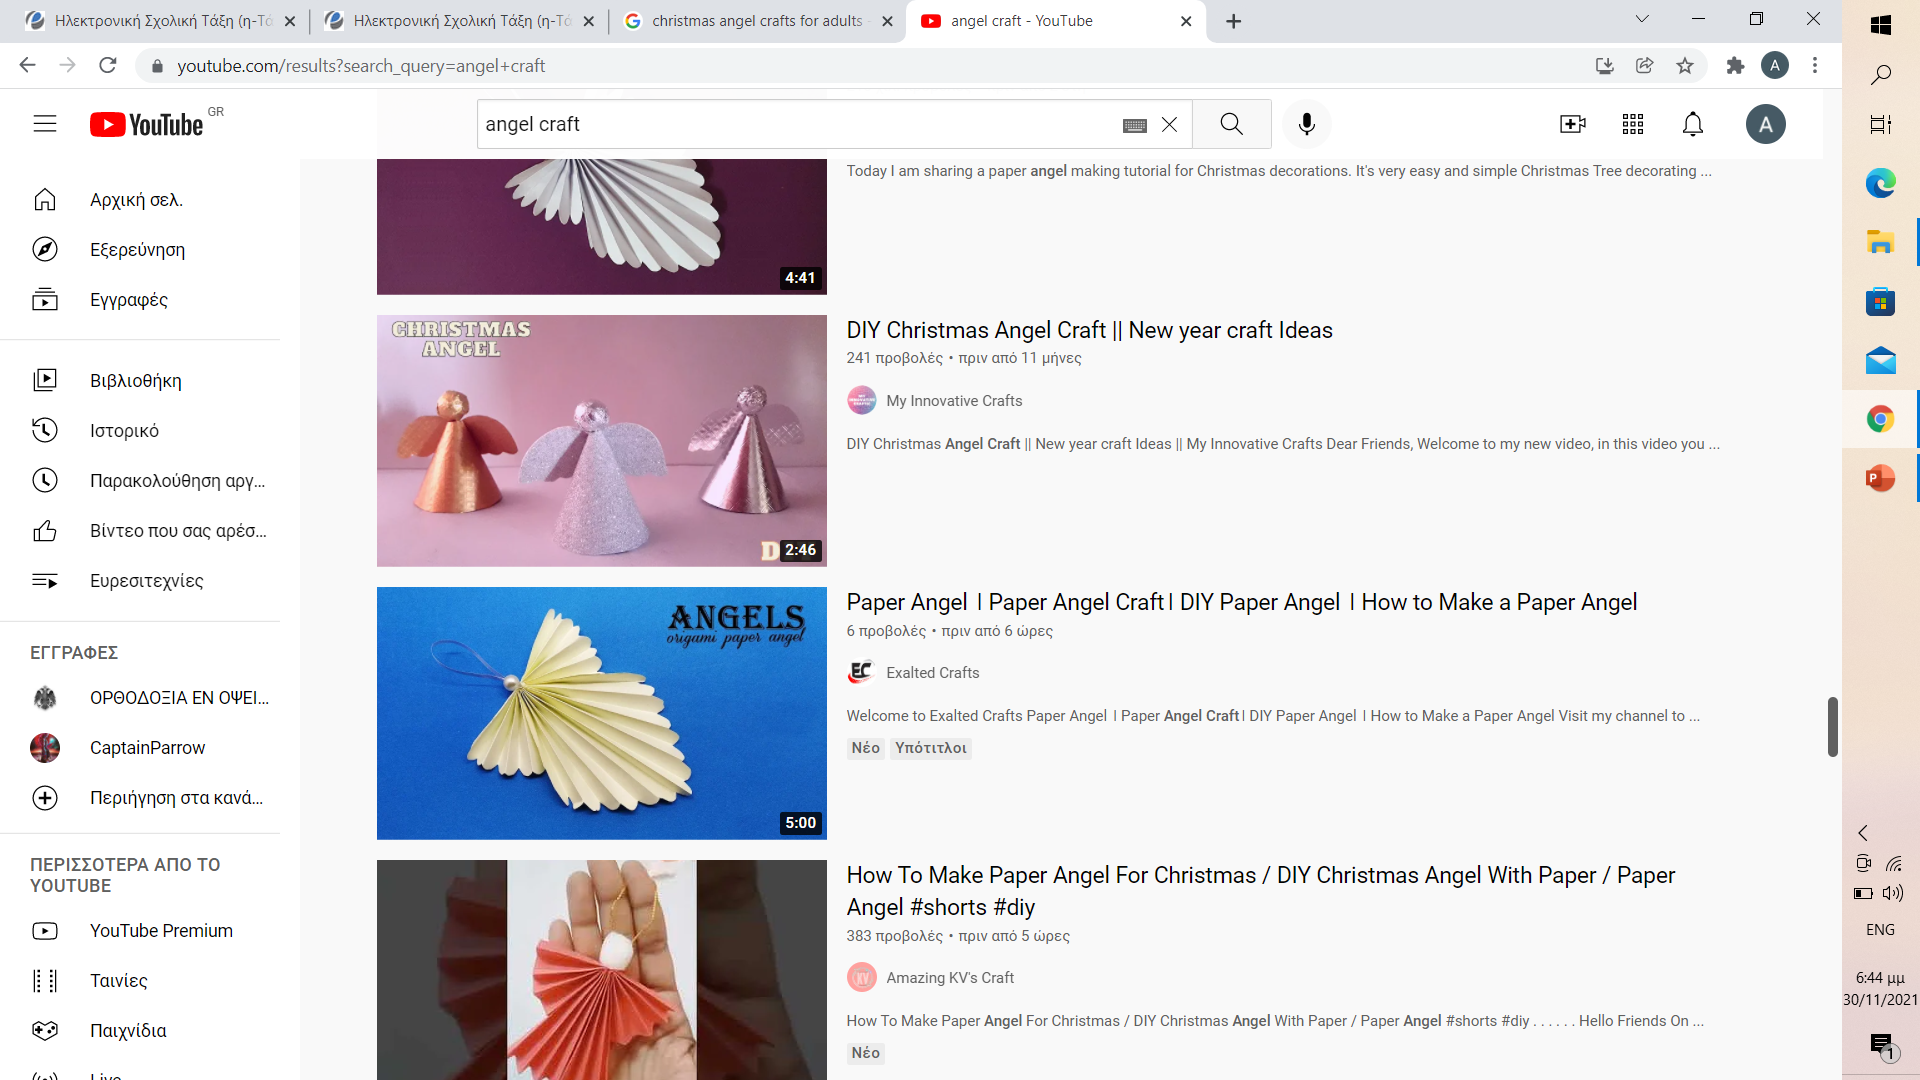 Ηλεκτρονική Σχολική Τάξη (η-Τά
Ηλεκτρονική Σχολική Τάξη (η-Τά
christmas angel crafts for adults -
angel craft - YouTube
youtube.com/results?search_query=angel+craft
A
YouTube GR
angel craft
A
Αρχική σελ.
Εξερεύνηση
Εγγραφές
Βιβλιοθήκη
Ιστορικό
Παρακολούθηση αργ...
Βίντεο που σας αρέσ...
Ευρεσιτεχνίες
ΕΓΓΡΑΦΕΣ
ΟΡΘΟΔΟΞΙΑ ΕΝ ΟΨΕΙ...
CaptainParrow
Περιήγηση στα κανά...
ΠΕΡΙΣΣΟΤΕΡΑ ΑΠΟ ΤΟ
YOUTUBE
YouTube Premium
Ταινίες
Παιχνίδια
Live
Today I am sharing a paper angel making tutorial for Christmas decorations. It's very easy and simple Christmas Tree decorating ...
4:41
CHRISTMAS
ANGEL
D
2:46
DIY Christmas Angel Craft || New year craft Ideas
241 προβολές • πριν από 11 μήνες
My Innovative Crafts
DIY Christmas Angel Craft || New year craft Ideas || My Innovative Crafts Dear Friends, Welcome to my new video, in this video you ...
ANGELS
origami paper angel
5:00
Paper Angel | Paper Angel Craft| DIY Paper Angel | How to Make a Paper Angel
6 προβολές • πριν από 6 ώρες
EC
Exalted Crafts
Welcome to Exalted Crafts Paper Angel | Paper Angel Craft| DIY Paper Angel | How to Make a Paper Angel Visit my channel to ...
Νέο Υπότιτλοι
How To Make Paper Angel For Christmas / DIY Christmas Angel With Paper / Paper
Angel #shorts #diy
383 προβολές • πριν από 5 ώρες
KV
Amazing KV's Craft
How To Make Paper Angel For Christmas / DIY Christmas Angel With Paper / Paper Angel #shorts #diy . . . . . . Hello Friends On ...
Νέο
P
ENG
6:44 μμ
30/11/2021
1